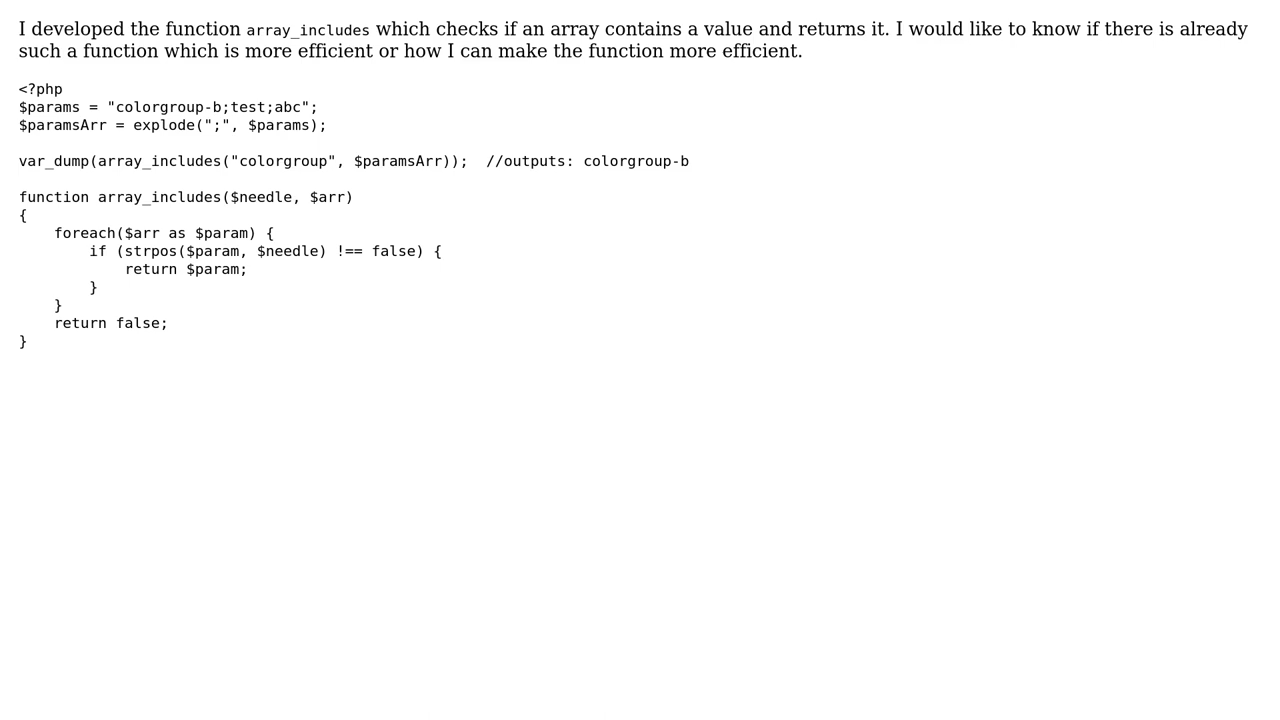 I developed the function array_includes which checks if an array contains a value and returns it. I would like to know if there is already
such a function which is more efficient or how I can make the function more efficient.
<?php
$params = "colorgroup-b;test;abc";
$paramsArr = explode(";", $params);
var_dump(array_includes("colorgroup", $paramsArr));  //outputs: colorgroup-b
function array_includes($needle, $arr)
{
    foreach($arr as $param) {
        if (strpos($param, $needle) !== false) {
            return $param;
        }
    }
    return false;
}